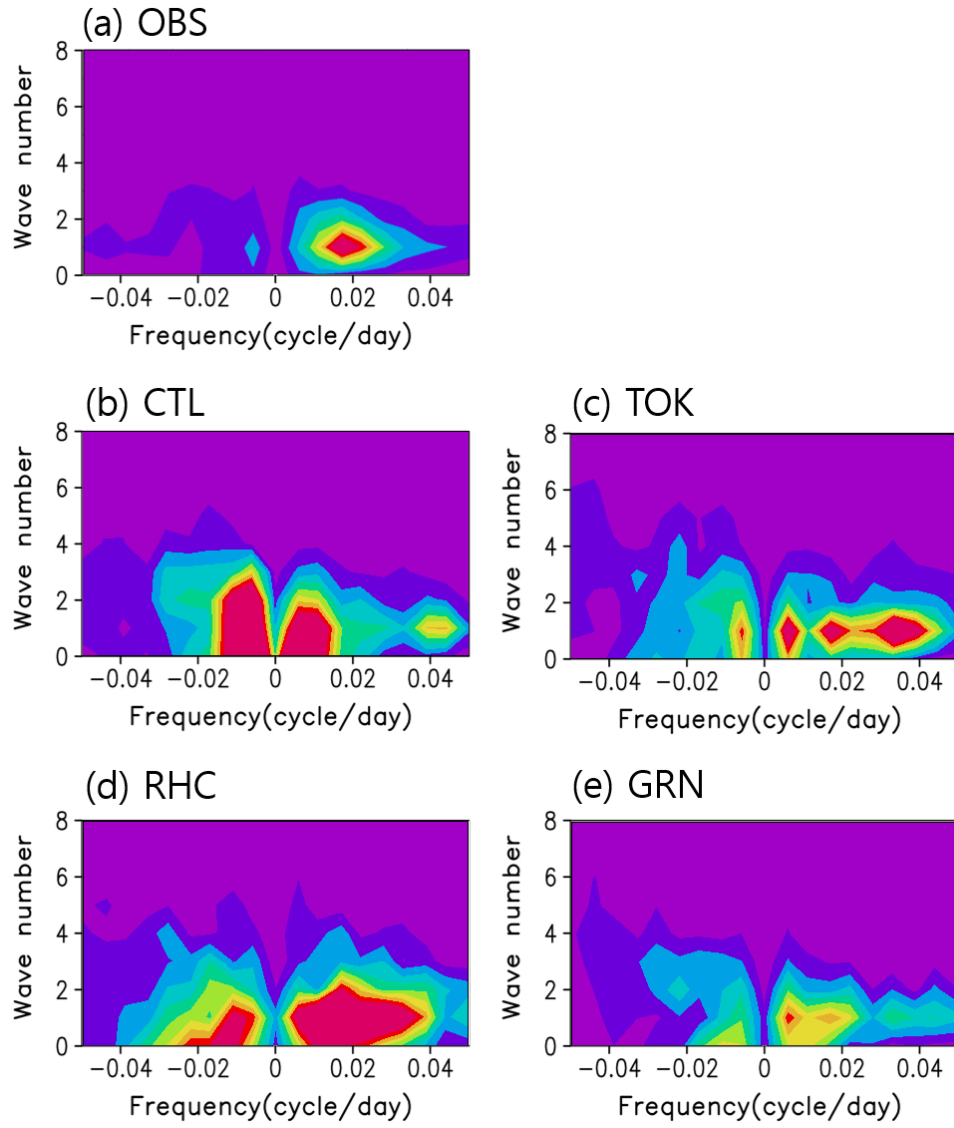 (a) OBS
8
6
4
2
0
Wave number
−0.04 −0.02 0 0.02 0.04
Frequency(cycle/day)
(b) CTL
8
6
4
2
0
Wave number
−0.04 −0.02 0 0.02 0.04
Frequency(cycle/day)
(c) TOK
8
6
4
2
0
Wave number
−0.04 −0.02 0 0.02 0.04
Frequency(cycle/day)
(d) RHC
8
6
4
2
0
Wave number
−0.04 −0.02 0 0.02 0.04
Frequency(cycle/day)
(e) GRN
8
6
4
2
0
Wave number
−0.04 −0.02 0 0.02 0.04
Frequency(cycle/day)